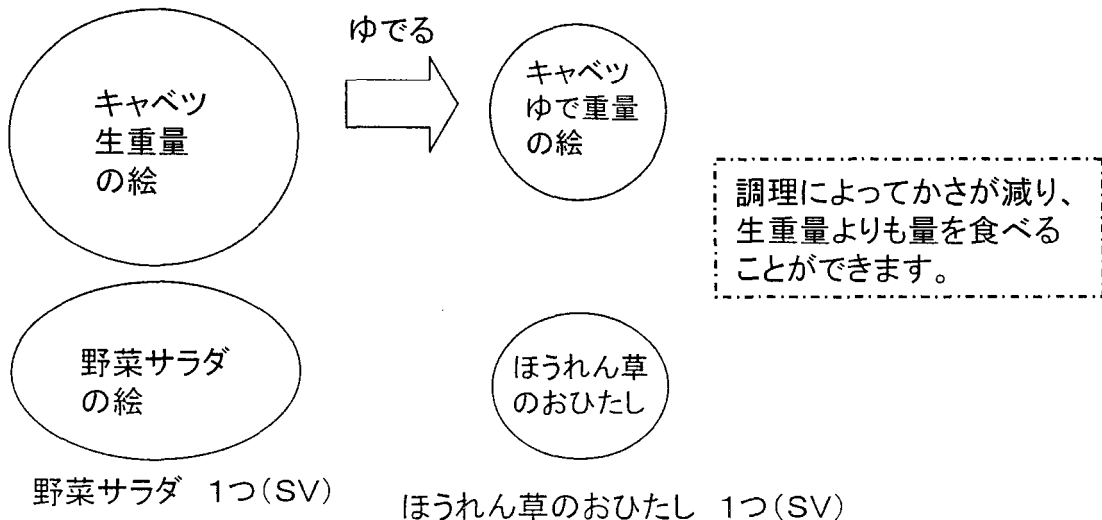 ゆでる
キャベツ
生重量
の絵
キャベツ
ゆで重量
の絵
調理によってかさが減り、
生重量よりも量を食べる
ことができます。
野菜サラダ
の絵
ほうれん草
のおひたし
野菜サラダ 1つ(SV)
ほうれん草のおひたし 1つ(SV)